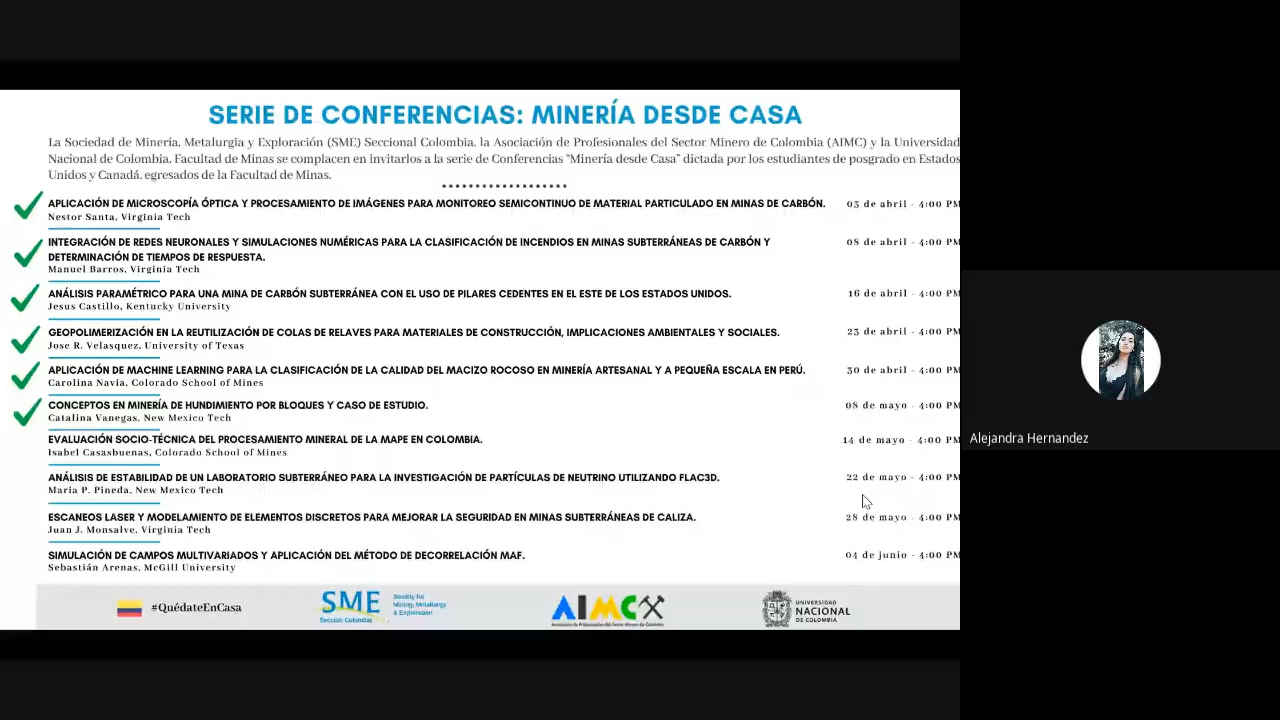 SERIE DE CONFERENCIAS: MINERÍA DESDE CASA
La Sociedad de Minería, Metalurgia y Exploración (SME) Seccional Colombia, la Asociación de Profesionales del Sector Minero de Colombia (AIMC) y la Universidad
Nacional de Colombia, Facultad de Minas se complacen en invitarlos a la serie de Conferencias "Minería desde Casa" dictada por los estudiantes de posgrado en Estados
Unidos y Canadá, egresados de la Facultad de Minas.
APLICACIÓN DE MICROSCOPÍA ÓPTICA Y PROCESAMIENTO DE IMÁGENES PARA MONITOREO SEMICONTINUO DE MATERIAL PARTICULADO EN MINAS DE CARBÓN. 03 de abril - 4:00 PM
Nestor Santa, Virginia Tech
INTEGRACIÓN DE REDES NEURONALES Y SIMULACIONES NUMÉRICAS PARA LA CLASIFICACIÓN DE INCENDIOS EN MINAS SUBTERRÁNEAS DE CARBÓN Y 08 de abril - 4:00 PM
DETERMINACIÓN DE TIEMPOS DE RESPUESTA.
Manuel Barros, Virginia Tech
ANÁLISIS PARAMÉTRICO PARA UNA MINA DE CARBÓN SUBTERRÁNEA CON EL USO DE PILARES CEDENTES EN EL ESTE DE LOS ESTADOS UNIDOS. 16 de abril - 4:00 PM
Jesus Castillo, Kentucky University
GEOPOLIMERIZACIÓN EN LA REUTILIZACIÓN DE COLAS DE RELAVES PARA MATERIALES DE CONSTRUCCIÓN, IMPLICACIONES AMBIENTALES Y SOCIALES. 23 de abril - 4:00 PM
Jose R. Velasquez, University of Texas
APLICACIÓN DE MACHINE LEARNING PARA LA CLASIFICACIÓN DE LA CALIDAD DEL MACIZO ROCOSO EN MINERÍA ARTESANAL Y A PEQUEÑA ESCALA EN PERÚ. 30 de abril - 4:00 PM
Carolina Navia, Colorado School of Mines
CONCEPTOS EN MINERÍA DE HUNDIMIENTO POR BLOQUES Y CASO DE ESTUDIO. 08 de mayo - 4:00 PM
Catalina Vanegas, New Mexico Tech
EVALUACIÓN SOCIO-TÉCNICA DEL PROCESAMIENTO MINERAL DE LA MAPE EN COLOMBIA. 14 de mayo - 4:00 PM
Isabel Casasbuenas, Colorado School of Mines
ANÁLISIS DE ESTABILIDAD DE UN LABORATORIO SUBTERRÁNEO PARA LA INVESTIGACIÓN DE PARTÍCULAS DE NEUTRINO UTILIZANDO FLAC3D. 22 de mayo - 4:00 PM
Maria P. Pineda, New Mexico Tech
ESCANEOS LASER Y MODELAMIENTO DE ELEMENTOS DISCRETOS PARA MEJORAR LA SEGURIDAD EN MINAS SUBTERRÁNEAS DE CALIZA. 28 de mayo - 4:00 PM
Juan J. Monsalve, Virginia Tech
SIMULACIÓN DE CAMPOS MULTIVARIADOS Y APLICACIÓN DEL MÉTODO DE DECORRELACIÓN MAF. 04 de junio - 4:00 PM
Sebastián Arenas, McGill University
#QuédateEnCasa
SME
Sección Colombia
Society for
Mining, Metallurgy
& Exploration
AIMC
Asociación de Profesionales del Sector Minero de Colombia
UNIVERSIDAD
NACIONAL
DE COLOMBIA
Alejandra Hernandez